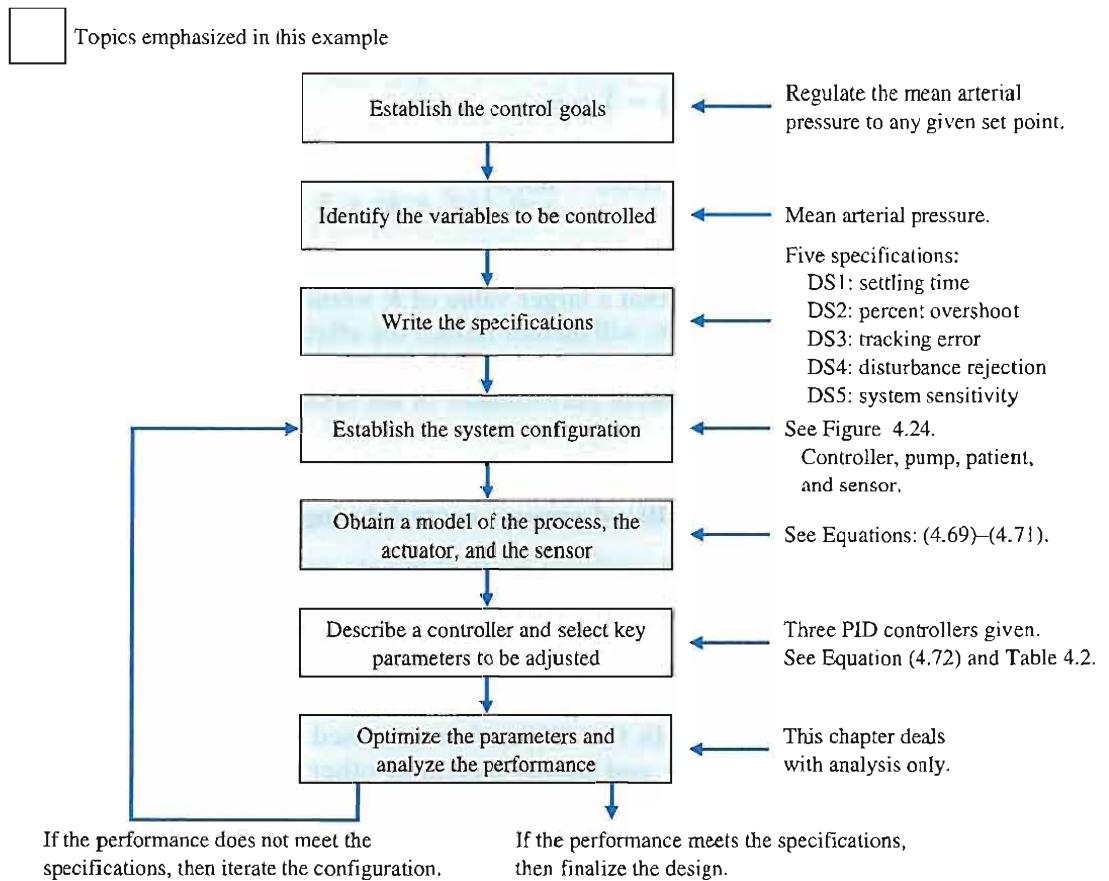 Topics emphasized in this example
Establish the control goals
Regulate the mean arterial
pressure to any given set point.
Identify the variables to be controlled
Mean arterial pressure.
Write the specifications
Five specifications:
DS1: settling time
DS2: percent overshoot
DS3: tracking error
DS4: disturbance rejection
DS5: system sensitivity
Establish the system configuration
See Figure 4.24.
Controller, pump, patient,
and sensor.
Obtain a model of the process, the
actuator, and the sensor
See Equations: (4.69)–(4.71).
Describe a controller and select key
parameters to be adjusted
Three PID controllers given.
See Equation (4.72) and Table 4.2.
Optimize the parameters and
analyze the performance
This chapter deals
with analysis only.
If the performance does not meet the
specifications, then iterate the configuration.
If the performance meets the specifications,
then finalize the design.